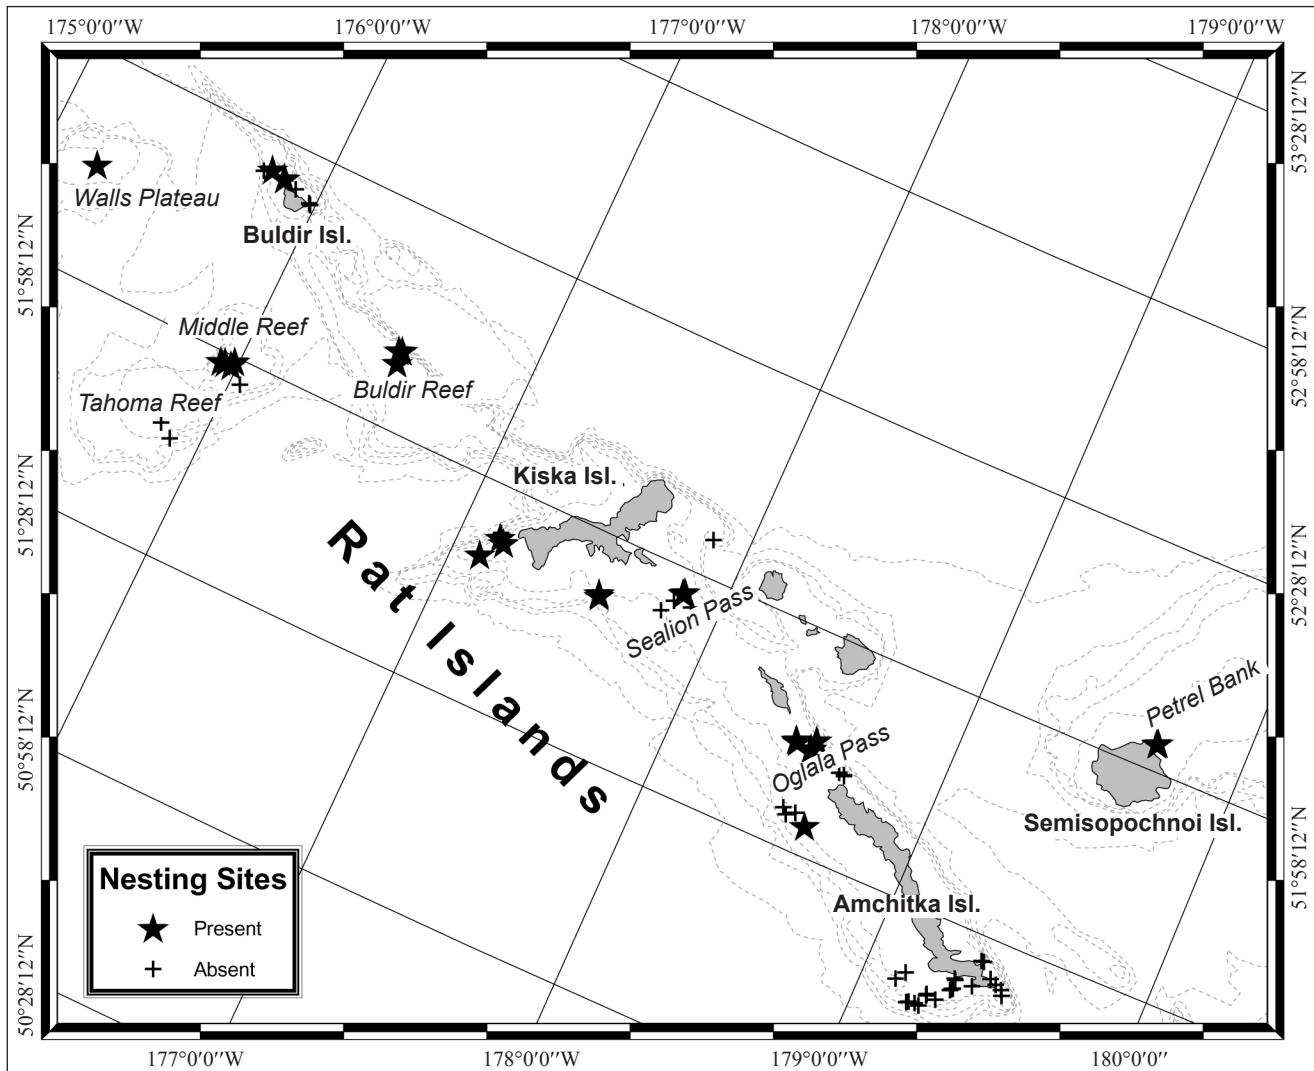 175°0'0"W
176°0'0"W
177°0'0"W
178°0'0"W
179°0'0"W
53°28'12"N
52°58'12"N
52°28'12"N
51°58'12"N
51°58'12"N
51°28'12"N
50°58'12"N
50°28'12"N
Walls Plateau
Buldir Isl.
Middle Reef
Buldir Reef
Tahoma Reef
Kiska Isl.
Rat Islands
Sealion Pass
Petrel Bank
Oglala Pass
Semisopochnoi Isl.
Amchitka Isl.
Nesting Sites
Present
Absent
177°0'0"W
178°0'0"W
179°0'0"W
180°0'0"